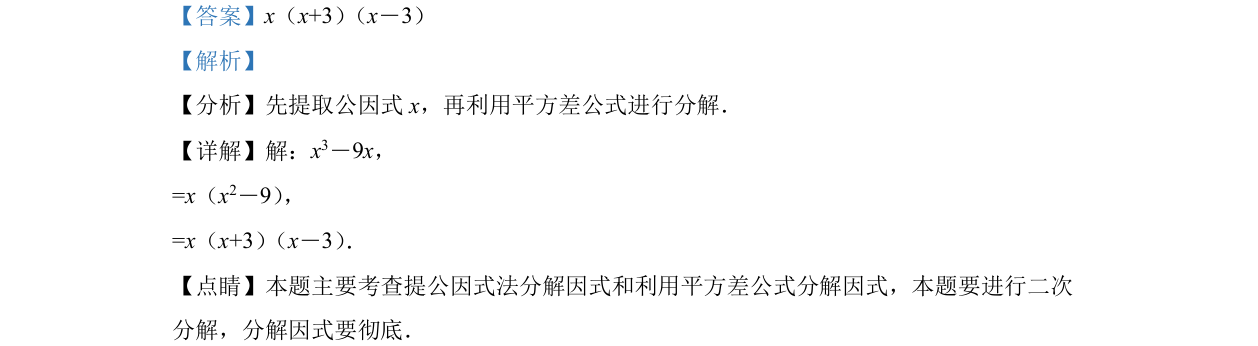 【答案】x（x+3）（x－3）
【解析】
【分析】先提取公因式 x，再利用平方差公式进行分解．
【详解】解：x³－9x，
=x（x²－9），
=x（x+3）（x－3）．
【点睛】本题主要考查提公因式法分解因式和利用平方差公式分解因式，本题要进行二次
分解，分解因式要彻底．